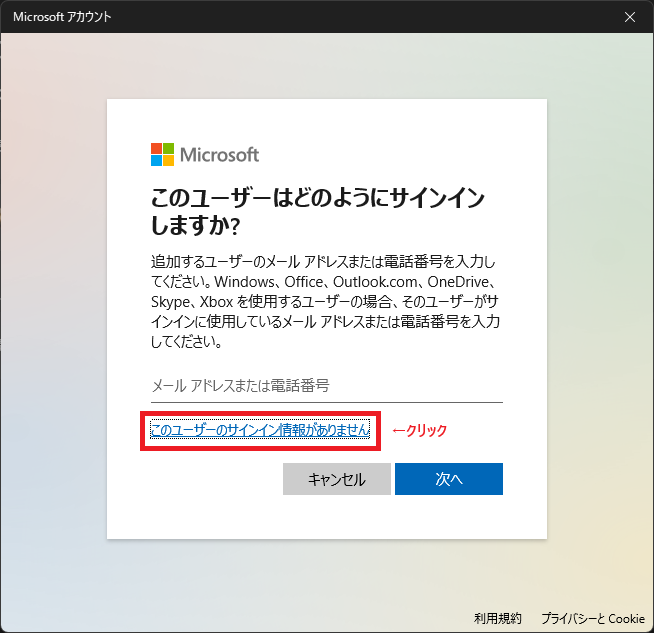 Microsoft アカウント
Microsoft
このユーザーはどのようにサインイン
しますか?
追加するユーザーのメール アドレスまたは電話番号を入力し
てください。Windows、Office、Outlook.com、OneDrive、
Skype、Xbox を使用するユーザーの場合、そのユーザーがサ
インインに使用しているメール アドレスまたは電話番号を入力
してください。
メール アドレスまたは電話番号
このユーザーのサインイン情報がありません ←クリック
キャンセル 次へ
利用規約 プライバシーと Cookie